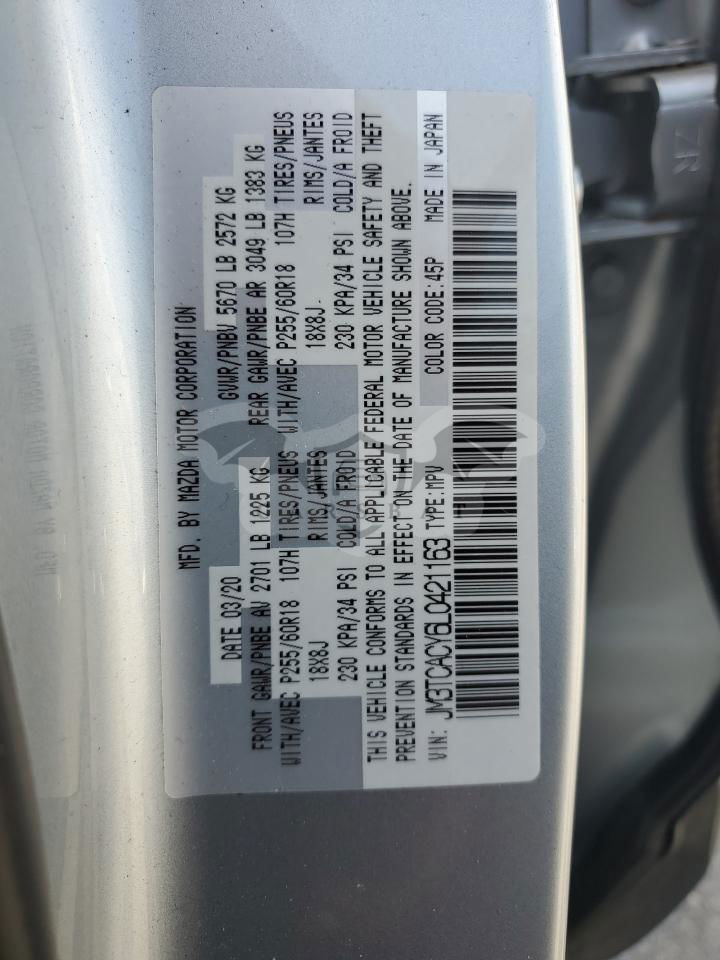 MFD. BY MAZDA MOTOR CORPORATION
DATE 03/20 GVWR/PNBV 5670 LB 2572 KG
FRONT GAWR/PNBE AV 2701 LB 1225 KG REAR GAWR/PNBE AR 3049 LB 1383 KG
WITH/AVEC P255/60R18 107H TIRES/PNEUS WITH/AVEC P255/60R18 107H TIRES/PNEUS
18X8J RIMS/JANTES 18X8J RIMS/JANTES
230 KPA/34 PSI COLD/A FROID 230 KPA/34 PSI COLD/A FROID
THIS VEHICLE CONFORMS TO ALL APPLICABLE FEDERAL MOTOR VEHICLE SAFETY AND THEFT
PREVENTION STANDARDS IN EFFECT ON THE DATE OF MANUFACTURE SHOWN ABOVE.
VIN: JM3TCACY6L0421163 TYPE:MPV COLOR CODE:45P MADE IN JAPAN
ZR